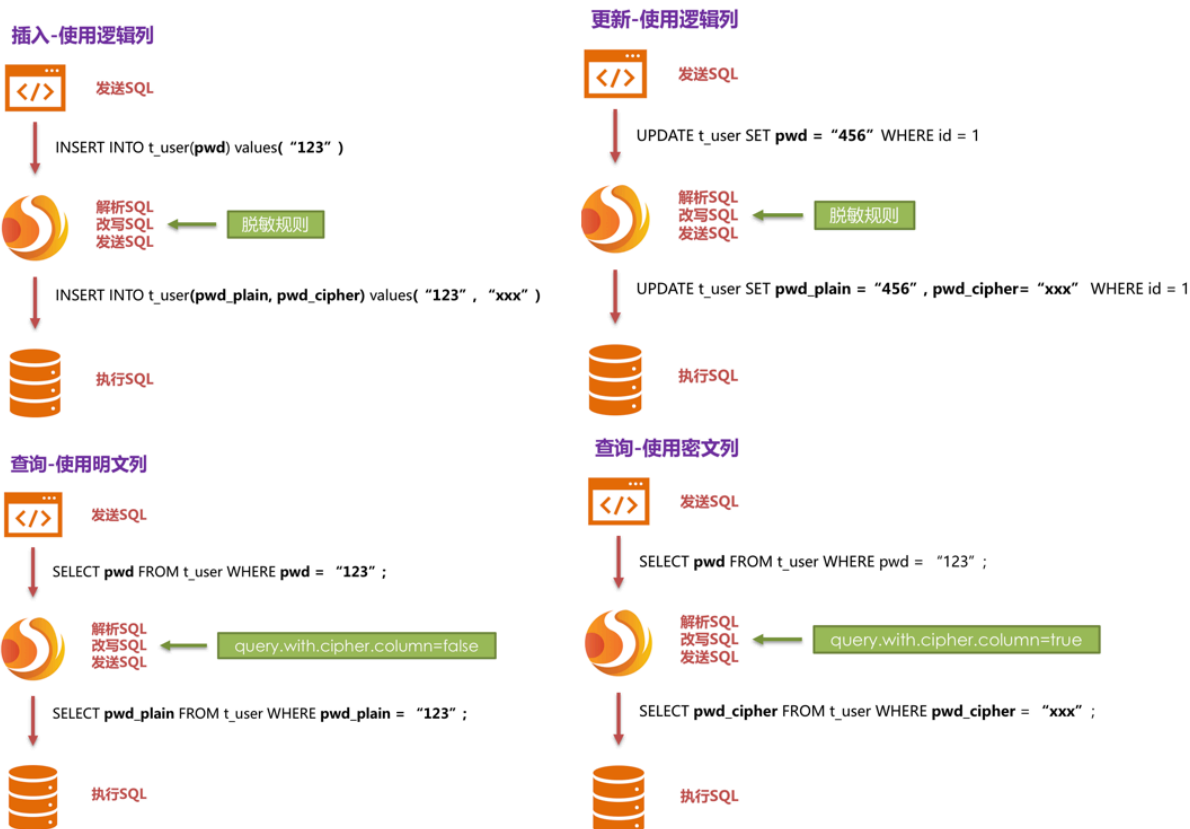 插入-使用逻辑列
发送SQL
INSERT INTO t_user(pwd) values(“123”)
解析SQL
改写SQL
发送SQL
脱敏规则
INSERT INTO t_user(pwd_plain, pwd_cipher) values(“123”, “xxx”)
执行SQL
更新-使用逻辑列
发送SQL
UPDATE t_user SET pwd =“456” WHERE id = 1
解析SQL
改写SQL
发送SQL
脱敏规则
UPDATE t_user SET pwd_plain =“456”, pwd_cipher=“xxx” WHERE id = 1
执行SQL
查询-使用明文列
发送SQL
SELECT pwd FROM t_user WHERE pwd = “123”;
解析SQL
改写SQL
发送SQL
query.with.cipher.column=false
SELECT pwd_plain FROM t_user WHERE pwd_plain = “123”;
执行SQL
查询-使用密文列
发送SQL
SELECT pwd FROM t_user WHERE pwd = “123”;
解析SQL
改写SQL
发送SQL
query.with.cipher.column=true
SELECT pwd_cipher FROM t_user WHERE pwd_cipher = “xxx”;
执行SQL